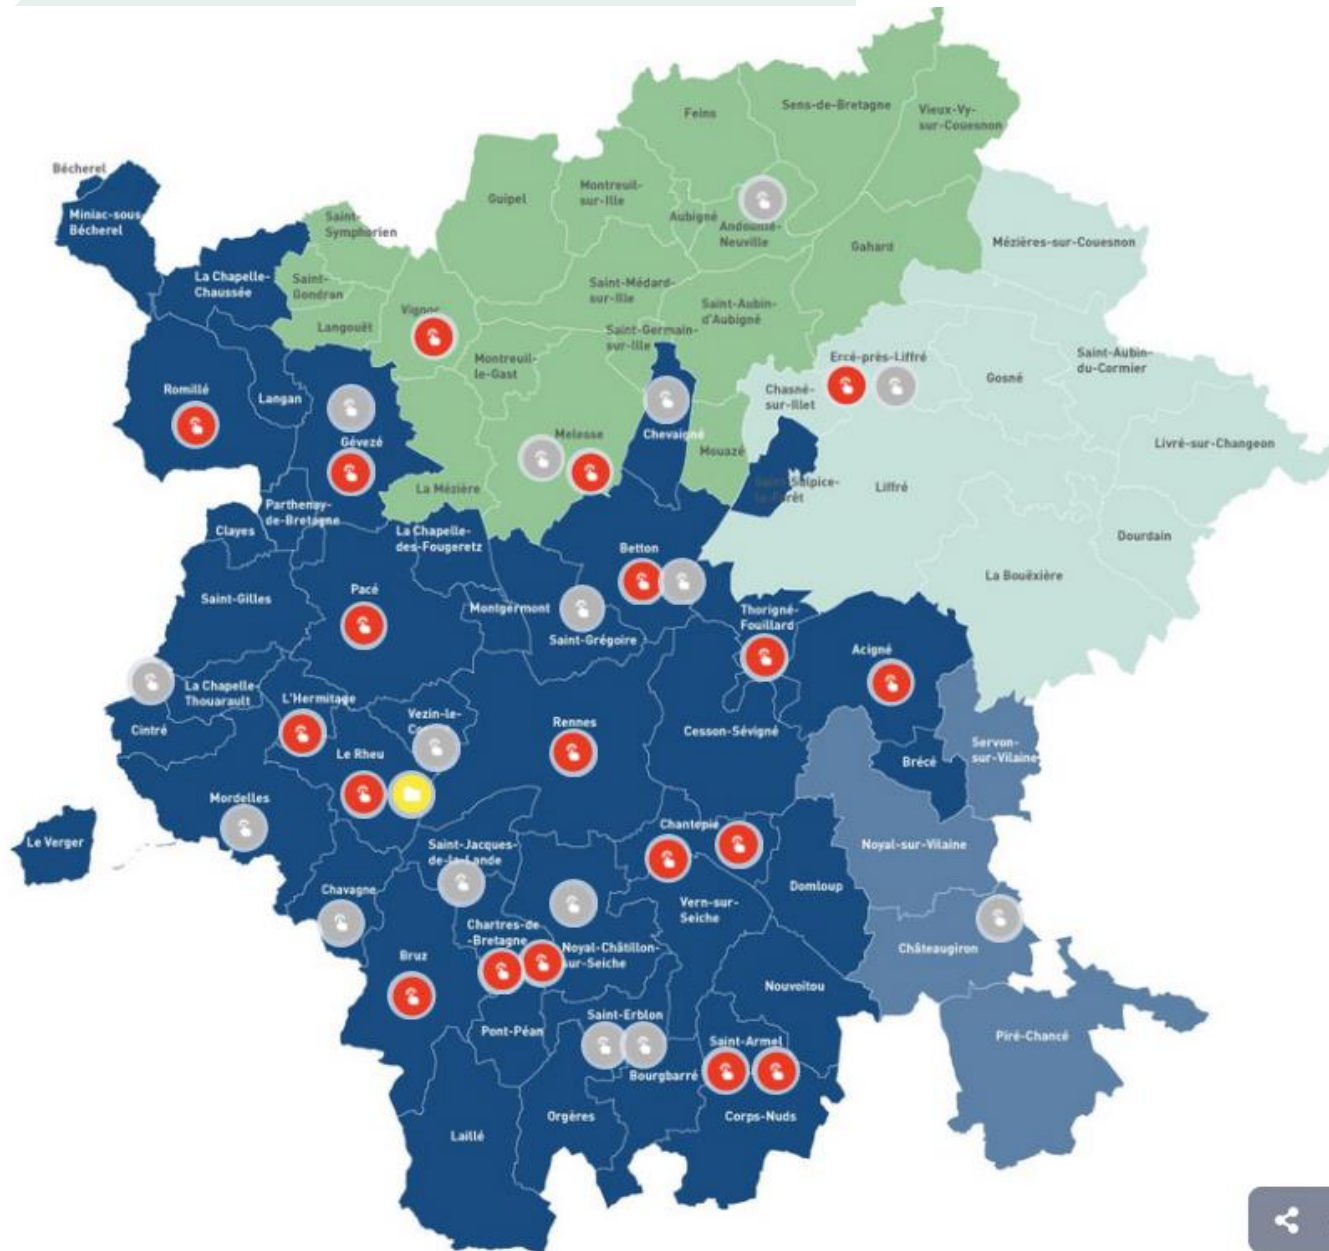 Feins
Sens-de-Bretagne
Vieux-Vy-
sur-Couesnon
Bécherel
Miniac-sous-
Bécherel
Guipel
Montreuil-
sur-Ille
Aubigné
Andouillé-
Neuville
Gahard
Mézières-sur-Couesnon
Saint-
Symphorien
La Chapelle-
Chaussée
Saint-
Gondran
Langouët
Saint-Médard-
sur-Ille
Saint-Aubin-
d'Aubigné
Saint-Germain-
sur-Ille
Montreuil-
le-Gast
Ercé-près-Liffré
Chasné-
sur-Illet
Gosné
Saint-Aubin-
du-Cormier
Romillé
Langan
Gévezé
Melesse
Chevaigné
Mouazé
Livré-sur-Changeon
La Mézière
Liffré
Parthenay-
de-Bretagne
Clayes
La Chapelle-
des-Fougeretz
Betton
Dourdain
La Bouëxière
Saint-Gilles
Pacé
Montgermont
Saint-Grégoire
Thorigné-
Fouillard
Acigné
La Chapelle-
Thouarault
L'Hermitage
Cintré
Vezin-le-
Le Rheu
Rennes
Cesson-Sévigné
Brécé
Servon-
sur-Vilaine
Mordelles
Le Verger
Saint-Jacques-
de-la-Lande
Chantepie
Noyal-sur-Vilaine
Domloup
Vern-sur-
Seiche
Chavagne
Chartres-de
-Bretagne
Noyal-Châtillon-
sur-Seiche
Châteaugiron
Bruz
Nouvoitou
Pont-Péan
Saint-Erblon
Saint-Armel
Piré-Chancé
Bourgbarré
Orgères
Corps-Nuds
Laillé